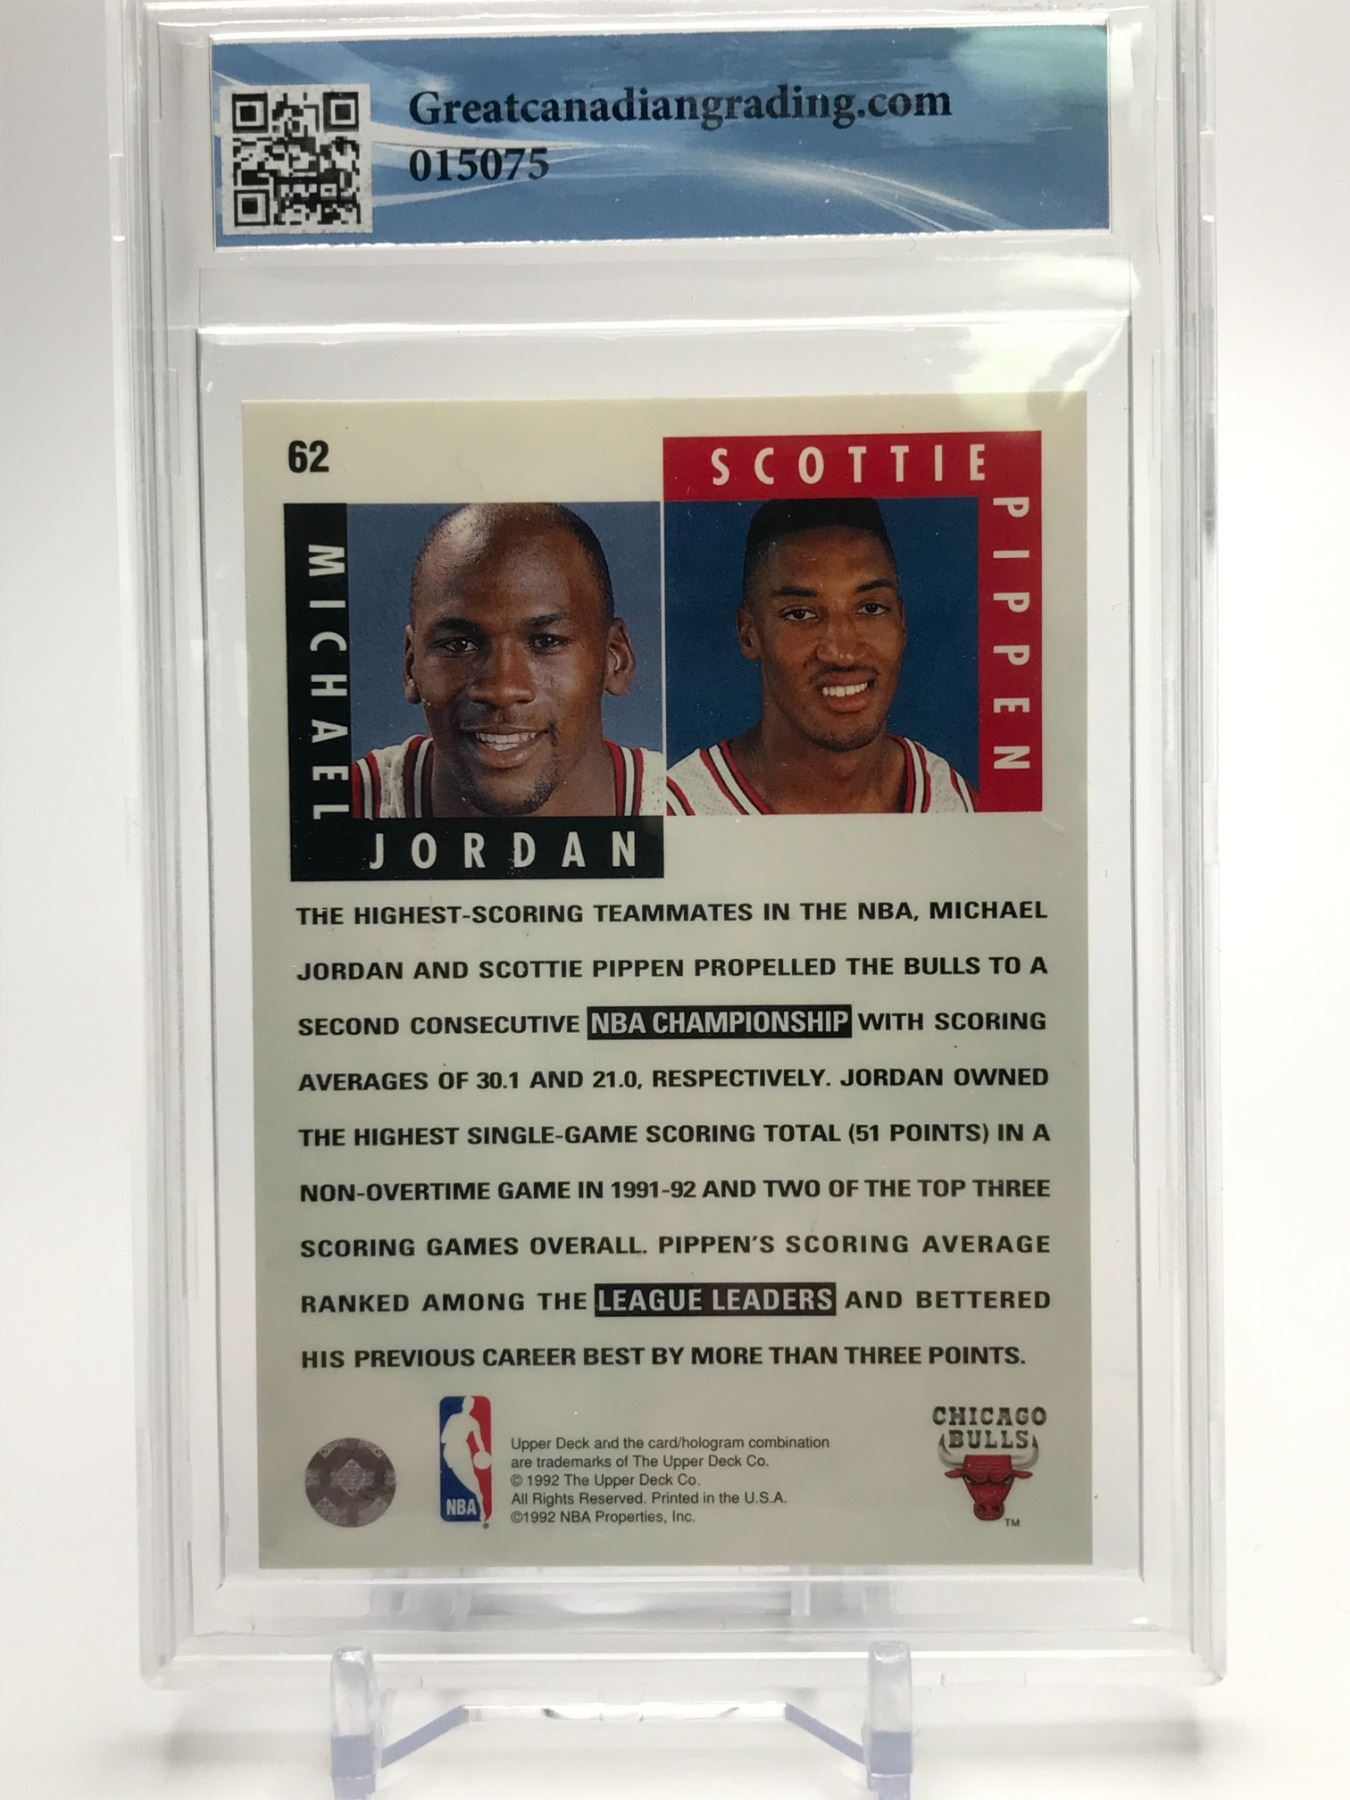 Greatcanadiangrading.com
015075
62
SCOTTIE
PIPPEN
MICHAEL
JORDAN
THE HIGHEST-SCORING TEAMMATES IN THE NBA, MICHAEL
JORDAN AND SCOTTIE PIPPEN PROPELLED THE BULLS TO A
SECOND CONSECUTIVE NBA CHAMPIONSHIP WITH SCORING
AVERAGES OF 30.1 AND 21.0, RESPECTIVELY. JORDAN OWNED
THE HIGHEST SINGLE-GAME SCORING TOTAL (51 POINTS) IN A
NON-OVERTIME GAME IN 1991-92 AND TWO OF THE TOP THREE
SCORING GAMES OVERALL. PIPPEN'S SCORING AVERAGE
RANKED AMONG THE LEAGUE LEADERS AND BETTERED
HIS PREVIOUS CAREER BEST BY MORE THAN THREE POINTS.
NBA
Upper Deck and the card/hologram combination
are trademarks of The Upper Deck Co.
© 1992 The Upper Deck Co.
All Rights Reserved. Printed in the U.S.A.
©1992 NBA Properties, Inc.
CHICAGO
BULLS
TM